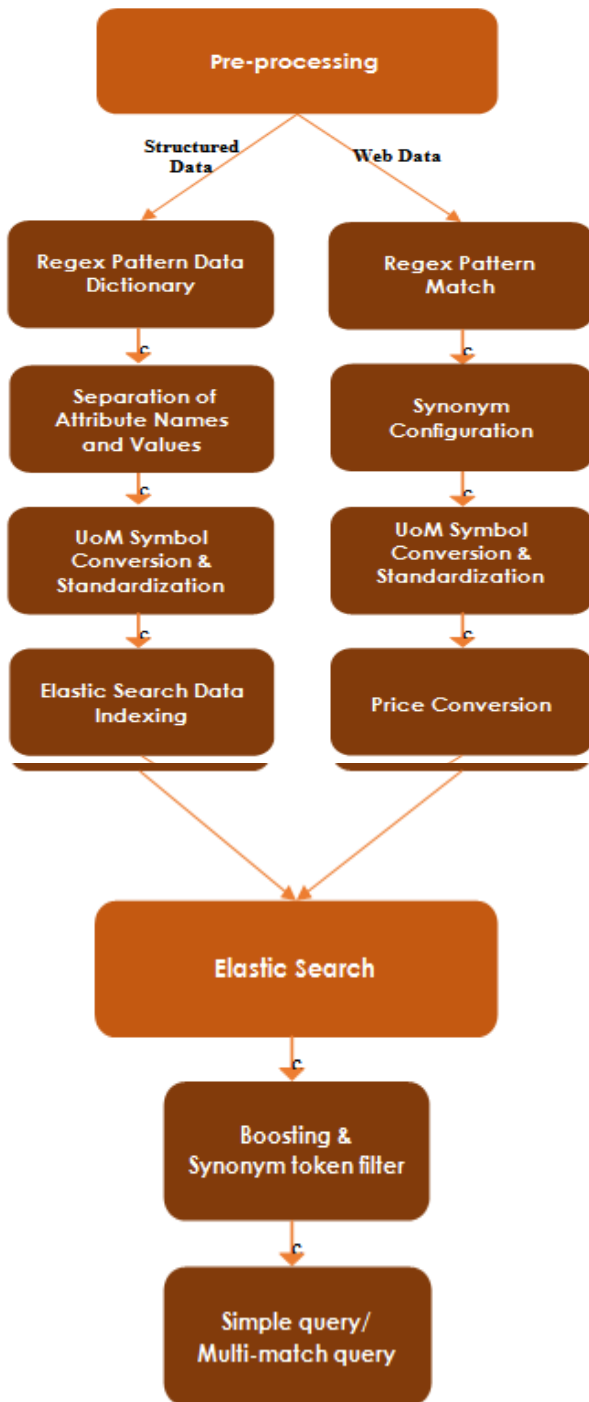 Pre-processing
Structured
Data
Web Data
Regex Pattern Data
Dictionary
Regex Pattern
Match
c
c
Separation of
Attribute Names
and Values
Synonym
Configuration
c
c
UoM Symbol
Conversion &
Standardization
UoM Symbol
Conversion &
Standardization
c
c
Elastic Search Data
Indexing
Price Conversion
Elastic Search
c
Boosting &
Synonym token filter
c
Simple query/
Multi-match query